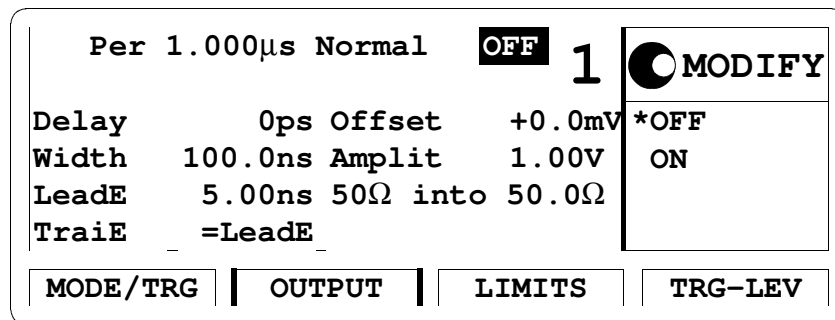 Per 1.000μs Normal OFF 1 MODIFY
Delay 0ps Offset +0.0mV *OFF
Width 100.0ns Amplit 1.00V ON
LeadE 5.00ns 50Ω into 50.0Ω
TraiE =LeadE
MODE/TRG OUTPUT LIMITS TRG-LEV